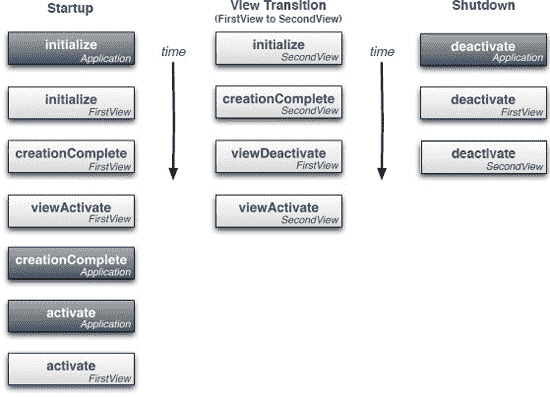 Startup
initialize
Application
initialize
FirstView
creationComplete
FirstView
viewActivate
FirstView
creationComplete
Application
activate
Application
activate
FirstView
time
View Transition
(FirstView to SecondView)
initialize
SecondView
creationComplete
SecondView
viewDeactivate
FirstView
viewActivate
SecondView
time
Shutdown
deactivate
Application
deactivate
FirstView
deactivate
SecondView